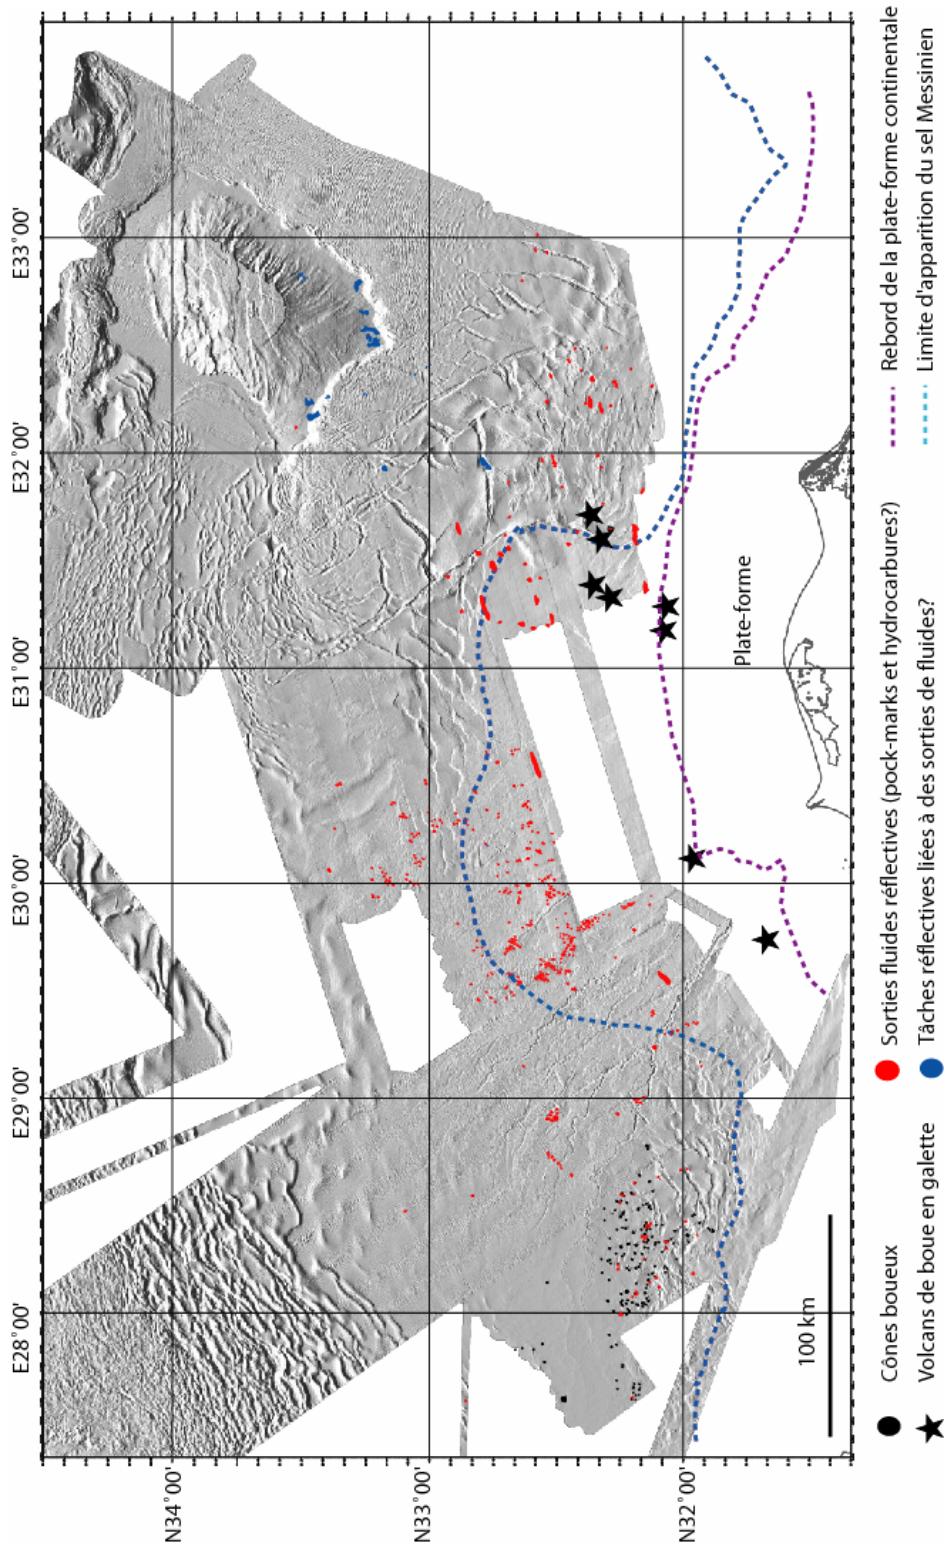 E28°00'
E29°00'
E30°00'
E31°00'
E32°00'
E33°00'
N34°00'
N33°00'
N32°00'
Plate-forme
100 km
Cônes boueux
Volcans de boue en galette
Sorties fluides réflectives (pock-marks et hydrocarbures?)
Tâches réflectives liées à des sorties de fluides?
Rebord de la plate-forme continentale
Limite d'apparition du sel Messinien